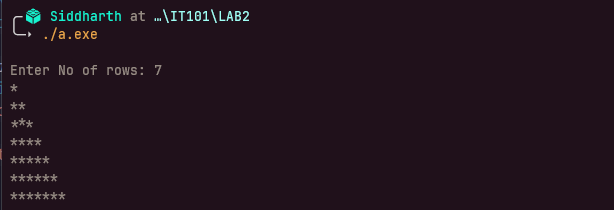 Siddharth at …\IT101\LAB2
./a.exe
Enter No of rows: 7
*
**
***
****
*****
******
*******